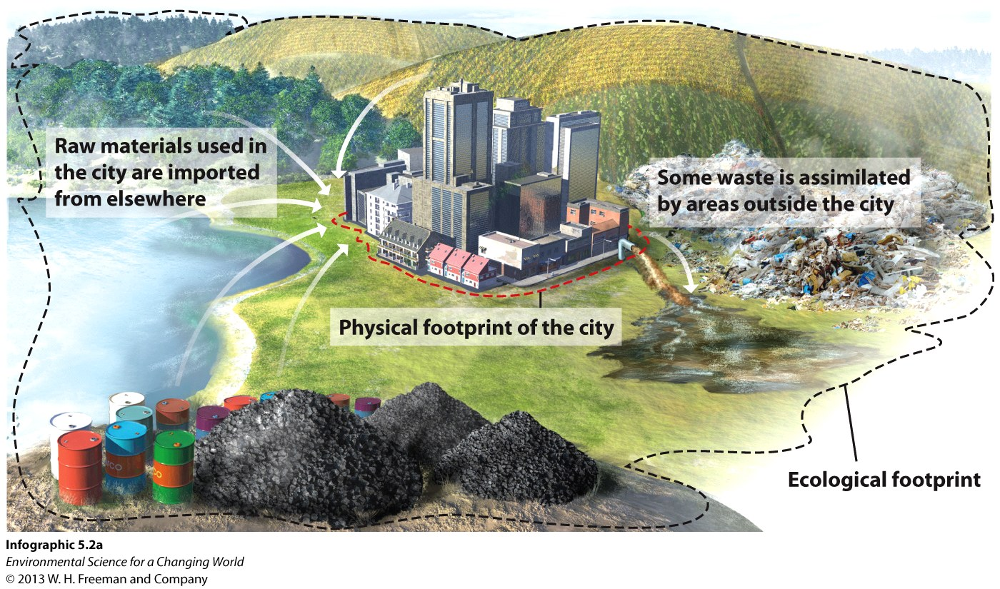 Raw materials used in
the city are imported
from elsewhere
Some waste is assimilated
by areas outside the city
Physical footprint of the city
Ecological footprint
Infographic 5.2a
Environmental Science for a Changing World
© 2013 W. H. Freeman and Company